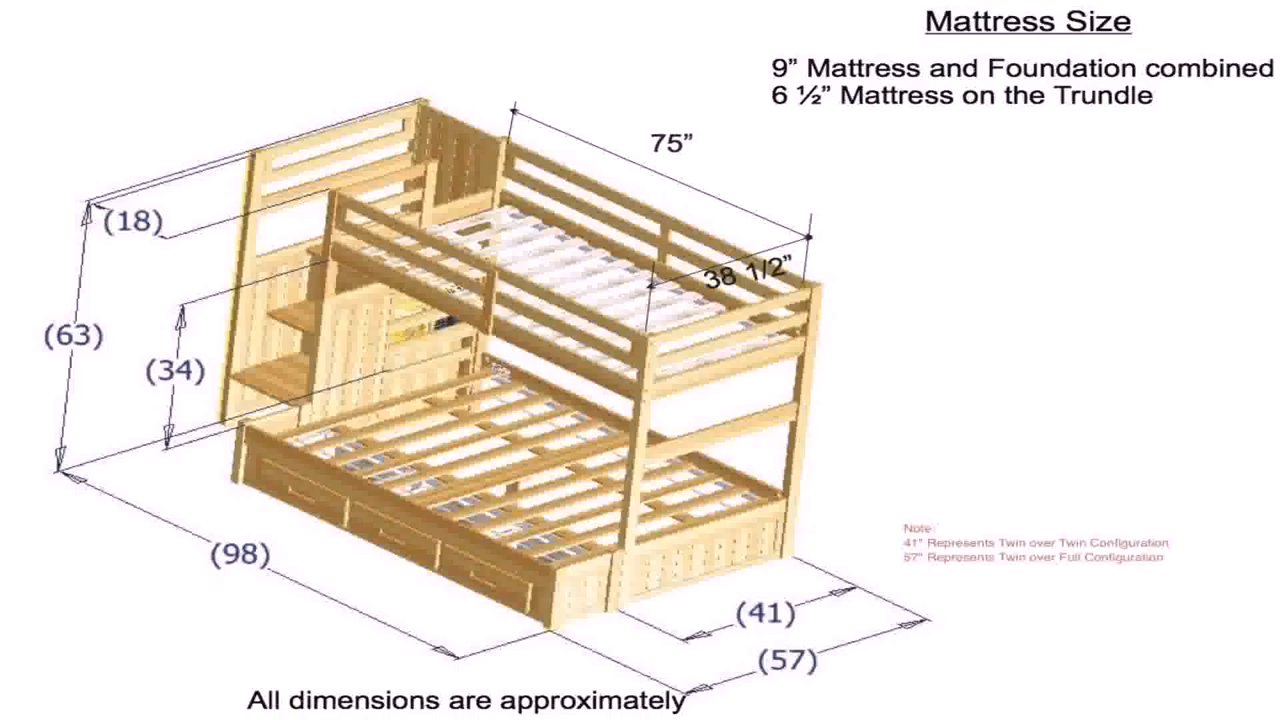 Mattress Size
9” Mattress and Foundation combined
6 ½” Mattress on the Trundle
75”
(18)
38 1/2”
(63)
(34)
Note:
41" Represents Twin over Twin Configuration
57" Represents Twin over Full Configuration
(98)
(41)
(57)
All dimensions are approximately